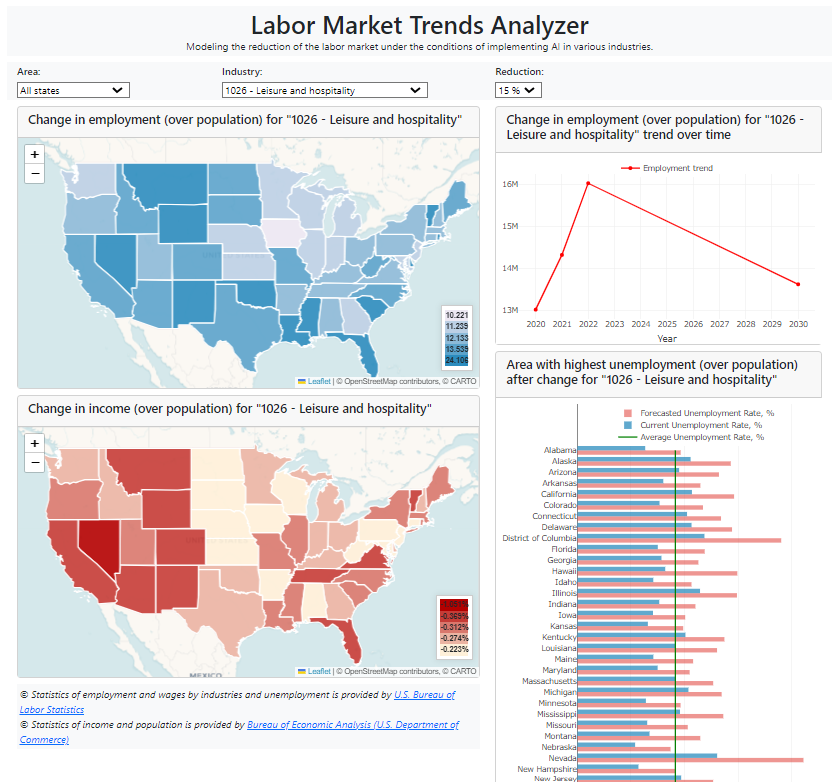 Labor Market Trends Analyzer
Modeling the reduction of the labor market under the conditions of implementing AI in various industries.
Area:
All states
Industry:
1026 - Leisure and hospitality
Reduction:
15 %
Change in employment (over population) for "1026 - Leisure and hospitality"
+
−
10.221
11.239
12.133
13.539
24.106
Leaflet | © OpenStreetMap contributors, © CARTO
Change in income (over population) for "1026 - Leisure and hospitality"
+
−
-0.365%
-0.312%
-0.274%
-0.223%
MEXICO
Leaflet | © OpenStreetMap contributors, © CARTO
© Statistics of employment and wages by industries and unemployment is provided by U.S. Bureau of
Labor Statistics
© Statistics of income and population is provided by Bureau of Economic Analysis (U.S. Department of
Commerce)
Change in employment (over population) for "1026 -
Leisure and hospitality" trend over time
Employment trend
16M
15M
14M
13M
2020 2021 2022 2023 2024 2025 2026 2027 2028 2029 2030
Year
Area with highest unemployment (over population)
after change for "1026 - Leisure and hospitality"
Forecasted Unemployment Rate, %
Current Unemployment Rate, %
Average Unemployment Rate, %
Alabama
Alaska
Arizona
Arkansas
California
Colorado
Connecticut
Delaware
District of Columbia
Florida
Georgia
Hawaii
Idaho
Illinois
Indiana
Iowa
Kansas
Kentucky
Louisiana
Maine
Maryland
Massachusetts
Michigan
Minnesota
Mississippi
Missouri
Montana
Nebraska
Nevada
New Hampshire
New Jersey